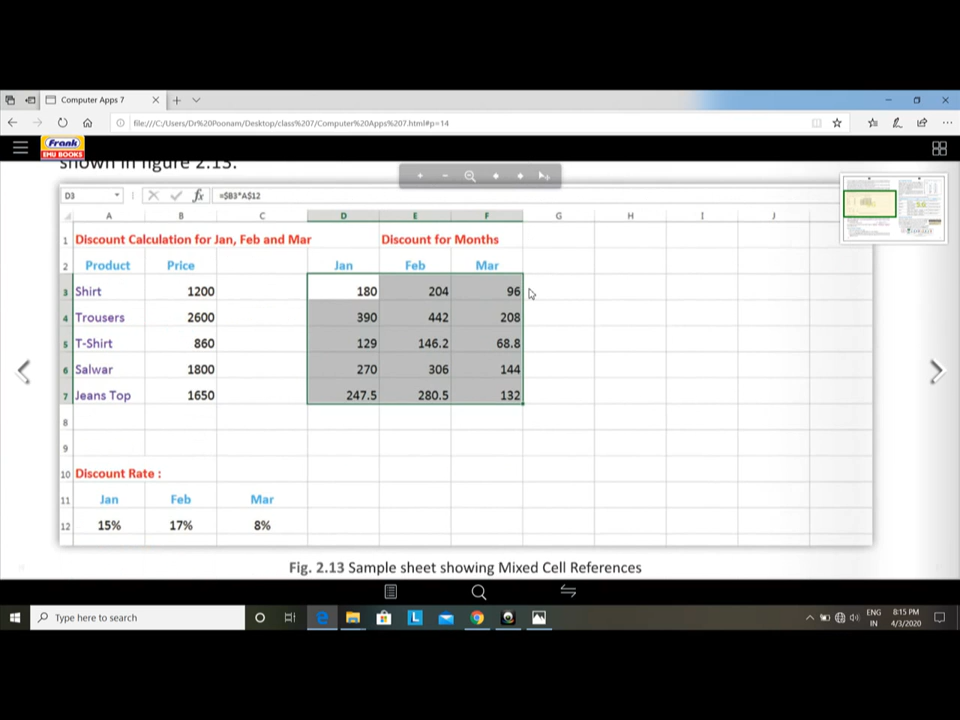 Computer Apps 7
file:///C:/Users/Dr%20Poonam/Desktop/class%207/Computer%20Apps%207.html#p=14
Frank
EMU BOOKS
shown in figure 2.13.
D3 fx =$B3*A$12
A B C D E F G H I J
1 Discount Calculation for Jan, Feb and Mar Discount for Months
2 Product Price Jan Feb Mar
3 Shirt 1200 180 204 96
4 Trousers 2600 390 442 208
5 T-Shirt 860 129 146.2 68.8
6 Salwar 1800 270 306 144
7 Jeans Top 1650 247.5 280.5 132
8
9
10 Discount Rate :
11 Jan Feb Mar
12 15% 17% 8%
Fig. 2.13 Sample sheet showing Mixed Cell References
Type here to search
ENG
IN
8:15 PM
4/3/2020